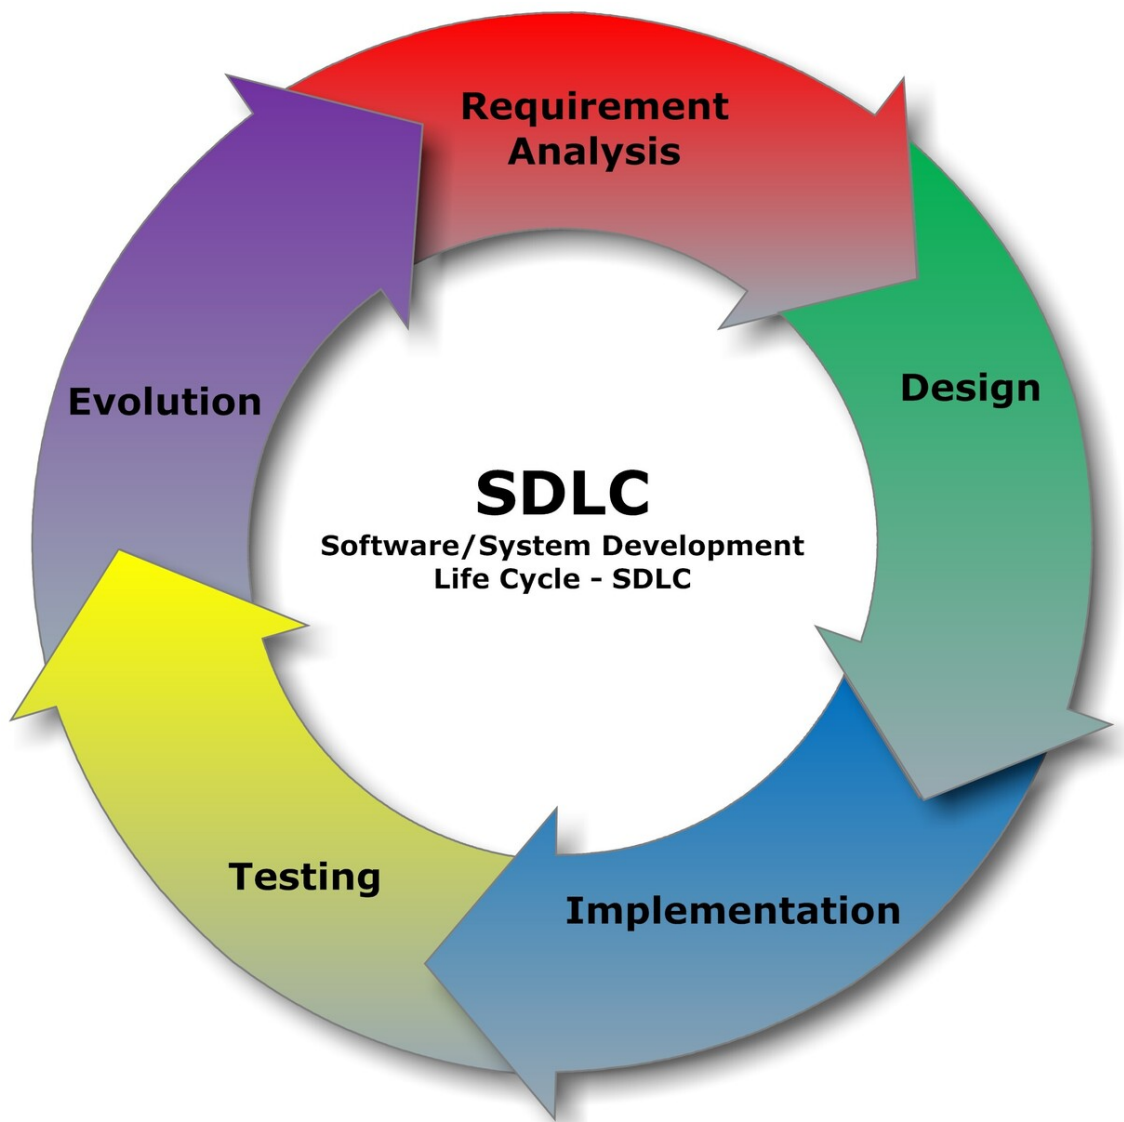 Requirement
Analysis
Design
Evolution
SDLC
Software/System Development
Life Cycle - SDLC
Testing
Implementation